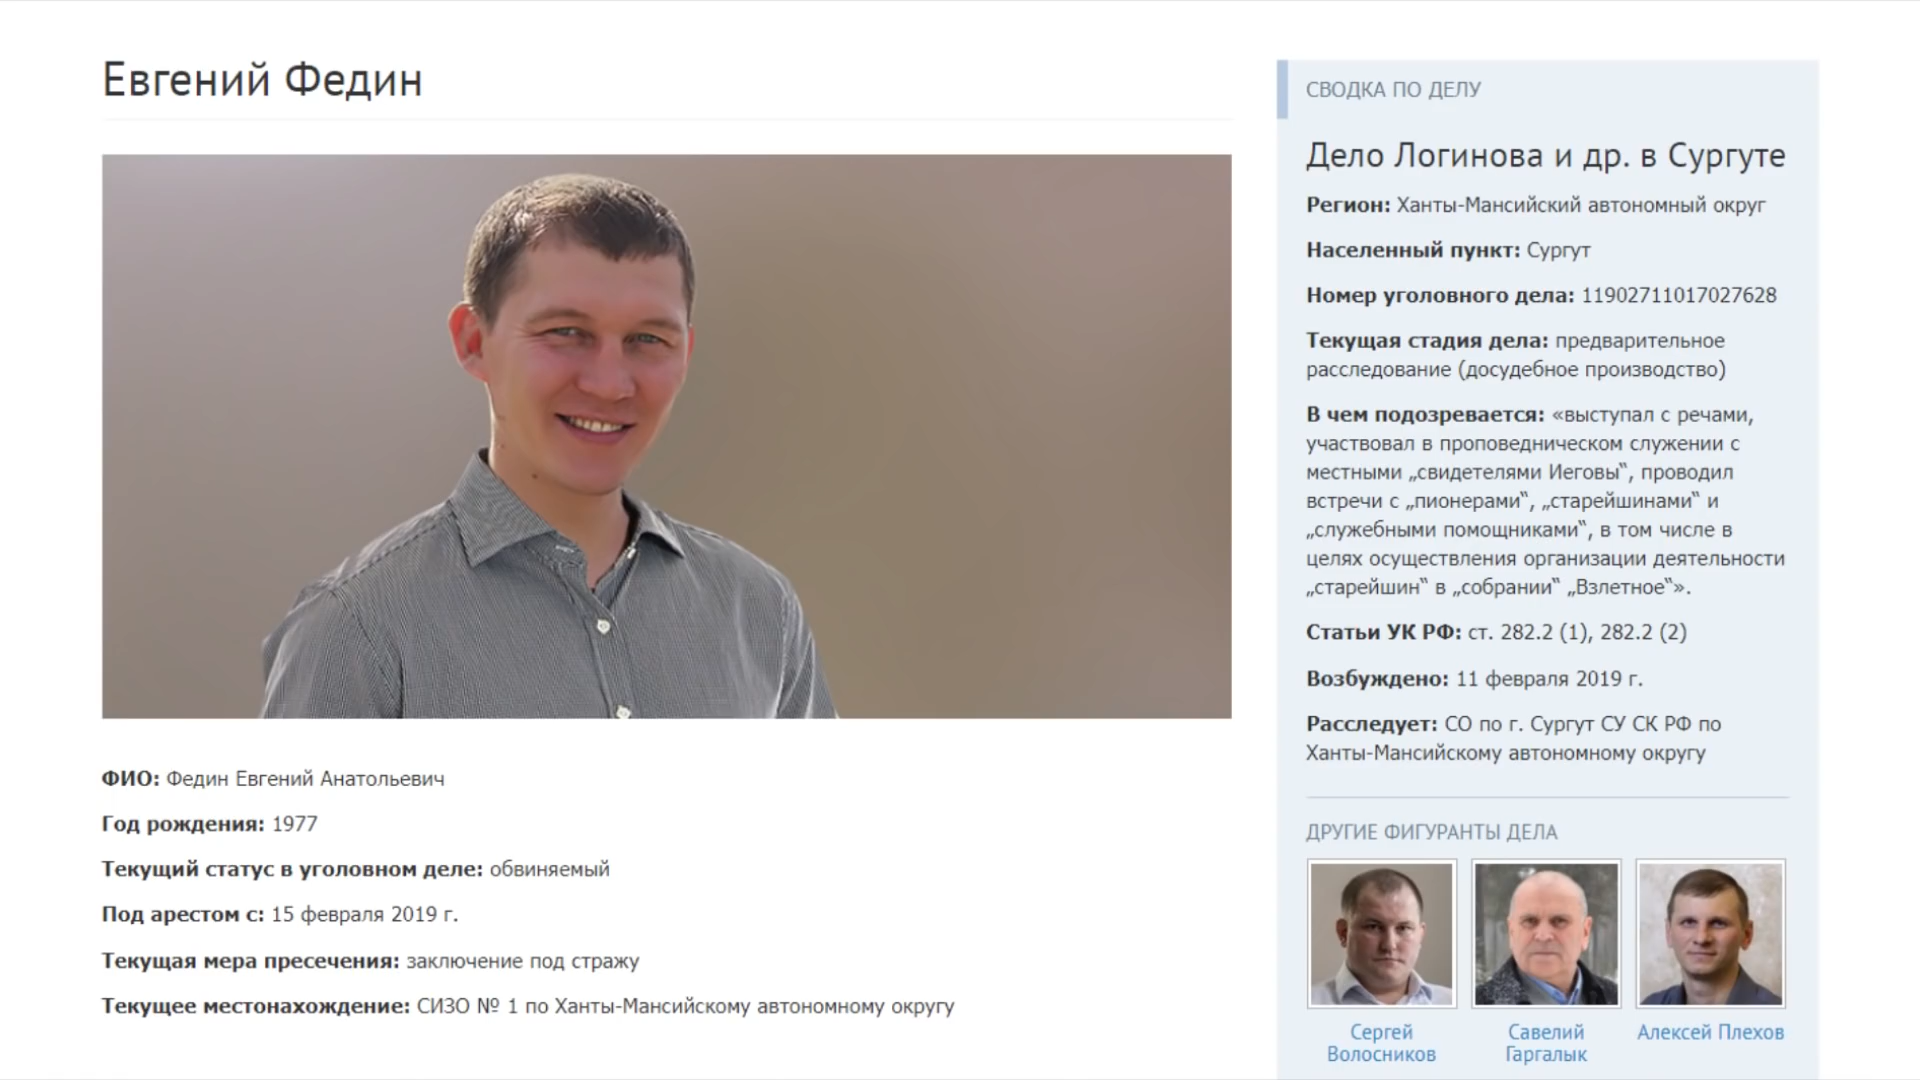 Евгений Федин
ФИО: Федин Евгений Анатольевич
Год рождения: 1977
Текущий статус в уголовном деле: обвиняемый
Под арестом с: 15 февраля 2019 г.
Текущая мера пресечения: заключение под стражу
Текущее местонахождение: СИЗО № 1 по Ханты-Мансийскому автономному округу
СВОДКА ПО ДЕЛУ
Дело Логинова и др. в Сургуте
Регион: Ханты-Мансийский автономный округ
Населенный пункт: Сургут
Номер уголовного дела: 11902711017027628
Текущая стадия дела: предварительное
расследование (досудебное производство)
В чем подозревается: «выступал с речами,
участвовал в проповедническом служении с
местными „свидетелями Иеговы“, проводил
встречи с „пионерами“, „старейшинами“ и
„служебными помощниками“, в том числе в
целях осуществления организации деятельности
„старейшин“ в „собрании“ „Взлетное“».
Статьи УК РФ: ст. 282.2 (1), 282.2 (2)
Возбуждено: 11 февраля 2019 г.
Расследует: СО по г. Сургут СУ СК РФ по
Ханты-Мансийскому автономному округу
ДРУГИЕ ФИГУРАНТЫ ДЕЛА
Сергей
Волосников
Савелий
Гаргалык
Алексей Плехов